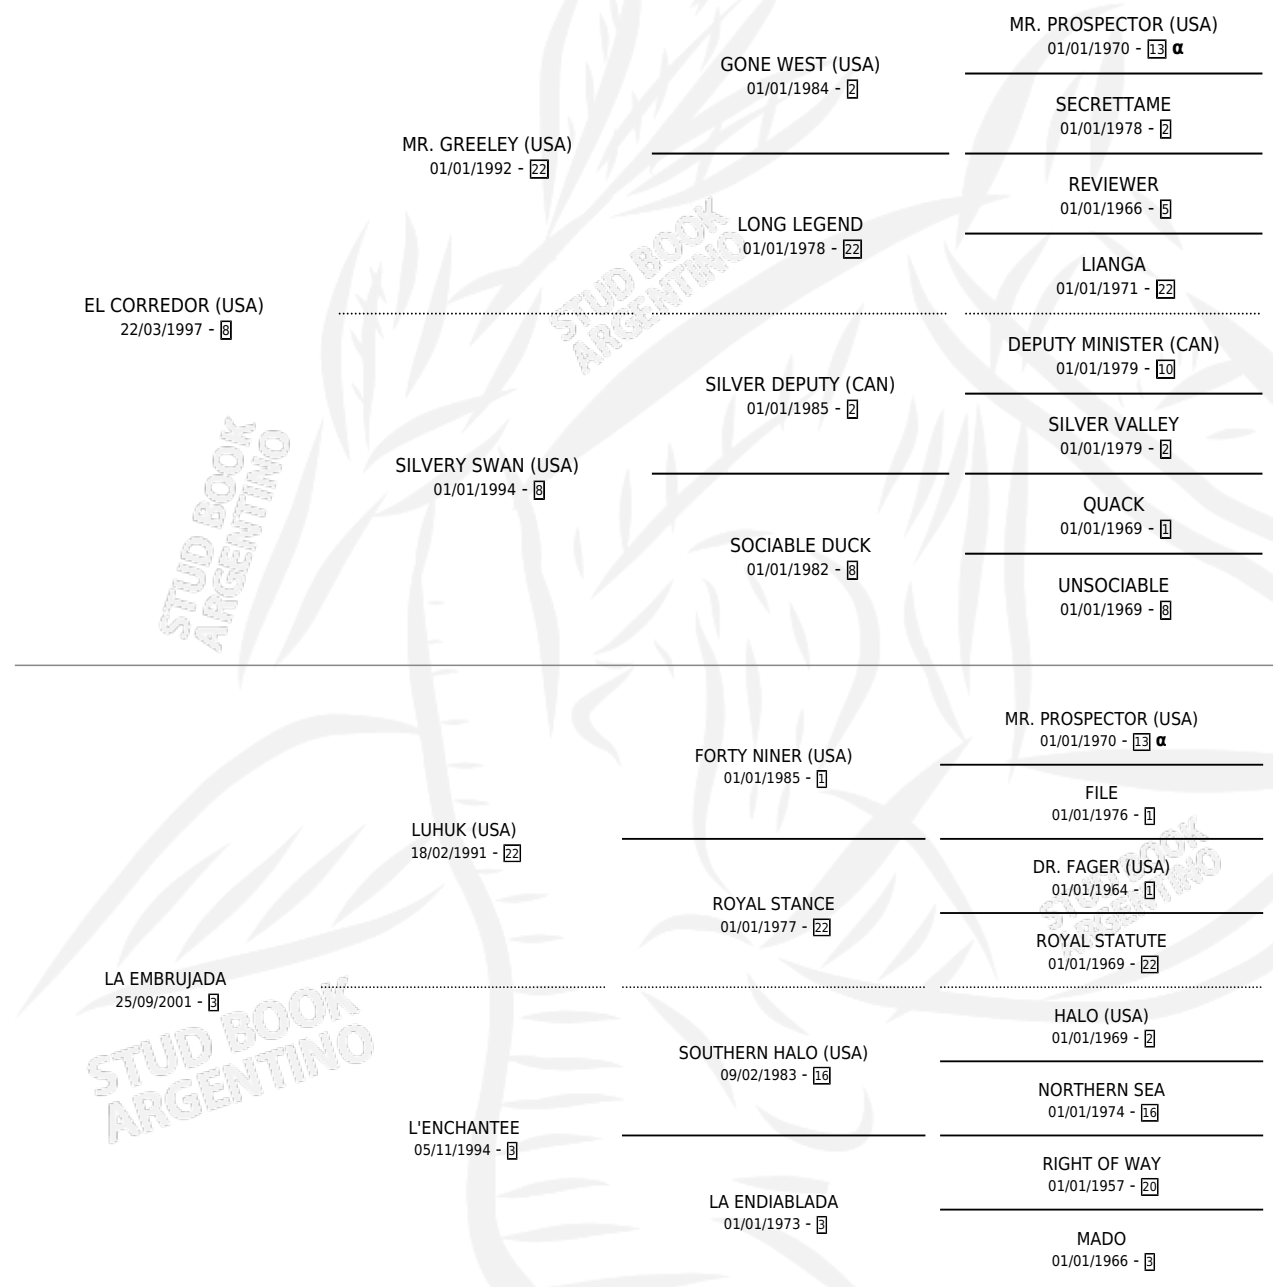 MR. PROSPECTOR (USA)
01/01/1970 - 13 α
GONE WEST (USA)
01/01/1984 - 2
SECRETTAME
01/01/1978 - 2
MR. GREELEY (USA)
01/01/1992 - 22
REVIEWER
01/01/1966 - 5
LONG LEGEND
01/01/1978 - 22
LIANGA
01/01/1971 - 22
EL CORREDOR (USA)
22/03/1997 - 8
STUD BOOK
ARGENTINO
DEPUTY MINISTER (CAN)
01/01/1979 - 10
SILVER DEPUTY (CAN)
01/01/1985 - 2
SILVER VALLEY
01/01/1979 - 2
SILVERY SWAN (USA)
01/01/1994 - 8
QUACK
01/01/1969 - 1
SOCIABLE DUCK
01/01/1982 - 8
UNSOCIABLE
01/01/1969 - 8
STUD BOOK
ARGENTINO
MR. PROSPECTOR (USA)
01/01/1970 - 13 α
FORTY NINER (USA)
01/01/1985 - 1
FILE
01/01/1976 - 1
LUHUK (USA)
18/02/1991 - 22
DR. FAGER (USA)
01/01/1964 - 1
STUD BOOK
ARGENTINO
ROYAL STANCE
01/01/1977 - 22
ROYAL STATUTE
01/01/1969 - 22
LA EMBRUJADA
25/09/2001 - 3
STUD BOOK
ARGENTINO
HALO (USA)
01/01/1969 - 2
SOUTHERN HALO (USA)
09/02/1983 - 16
NORTHERN SEA
01/01/1974 - 16
L'ENCHANTEE
05/11/1994 - 3
RIGHT OF WAY
01/01/1957 - 20
LA ENDIABLADA
01/01/1973 - 3
MADO
01/01/1966 - 3